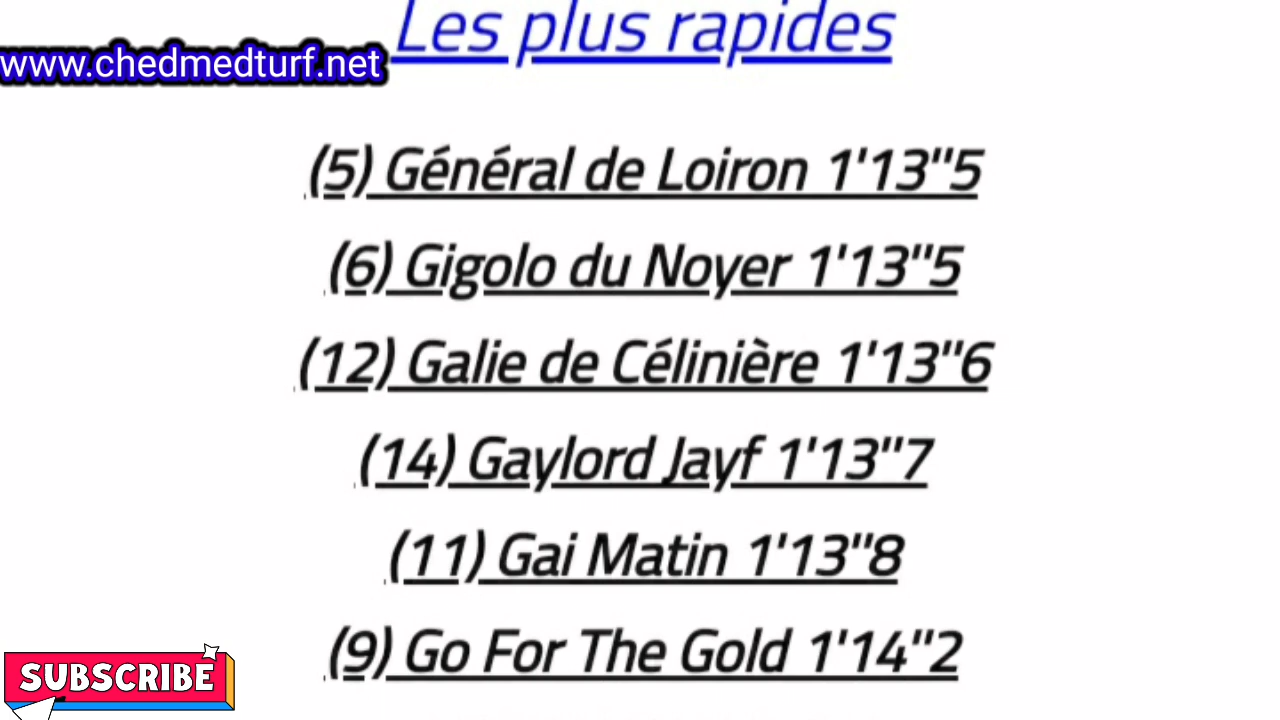 Les plus rapides
www.chedmedturf.net
(5) Général de Loiron 1'13"5
(6) Gigolo du Noyer 1'13"5
(12) Galie de Célinière 1'13"6
(14) Gaylord Jayf 1'13"7
(11) Gai Matin 1'13"8
(9) Go For The Gold 1'14"2
SUBSCRIBE